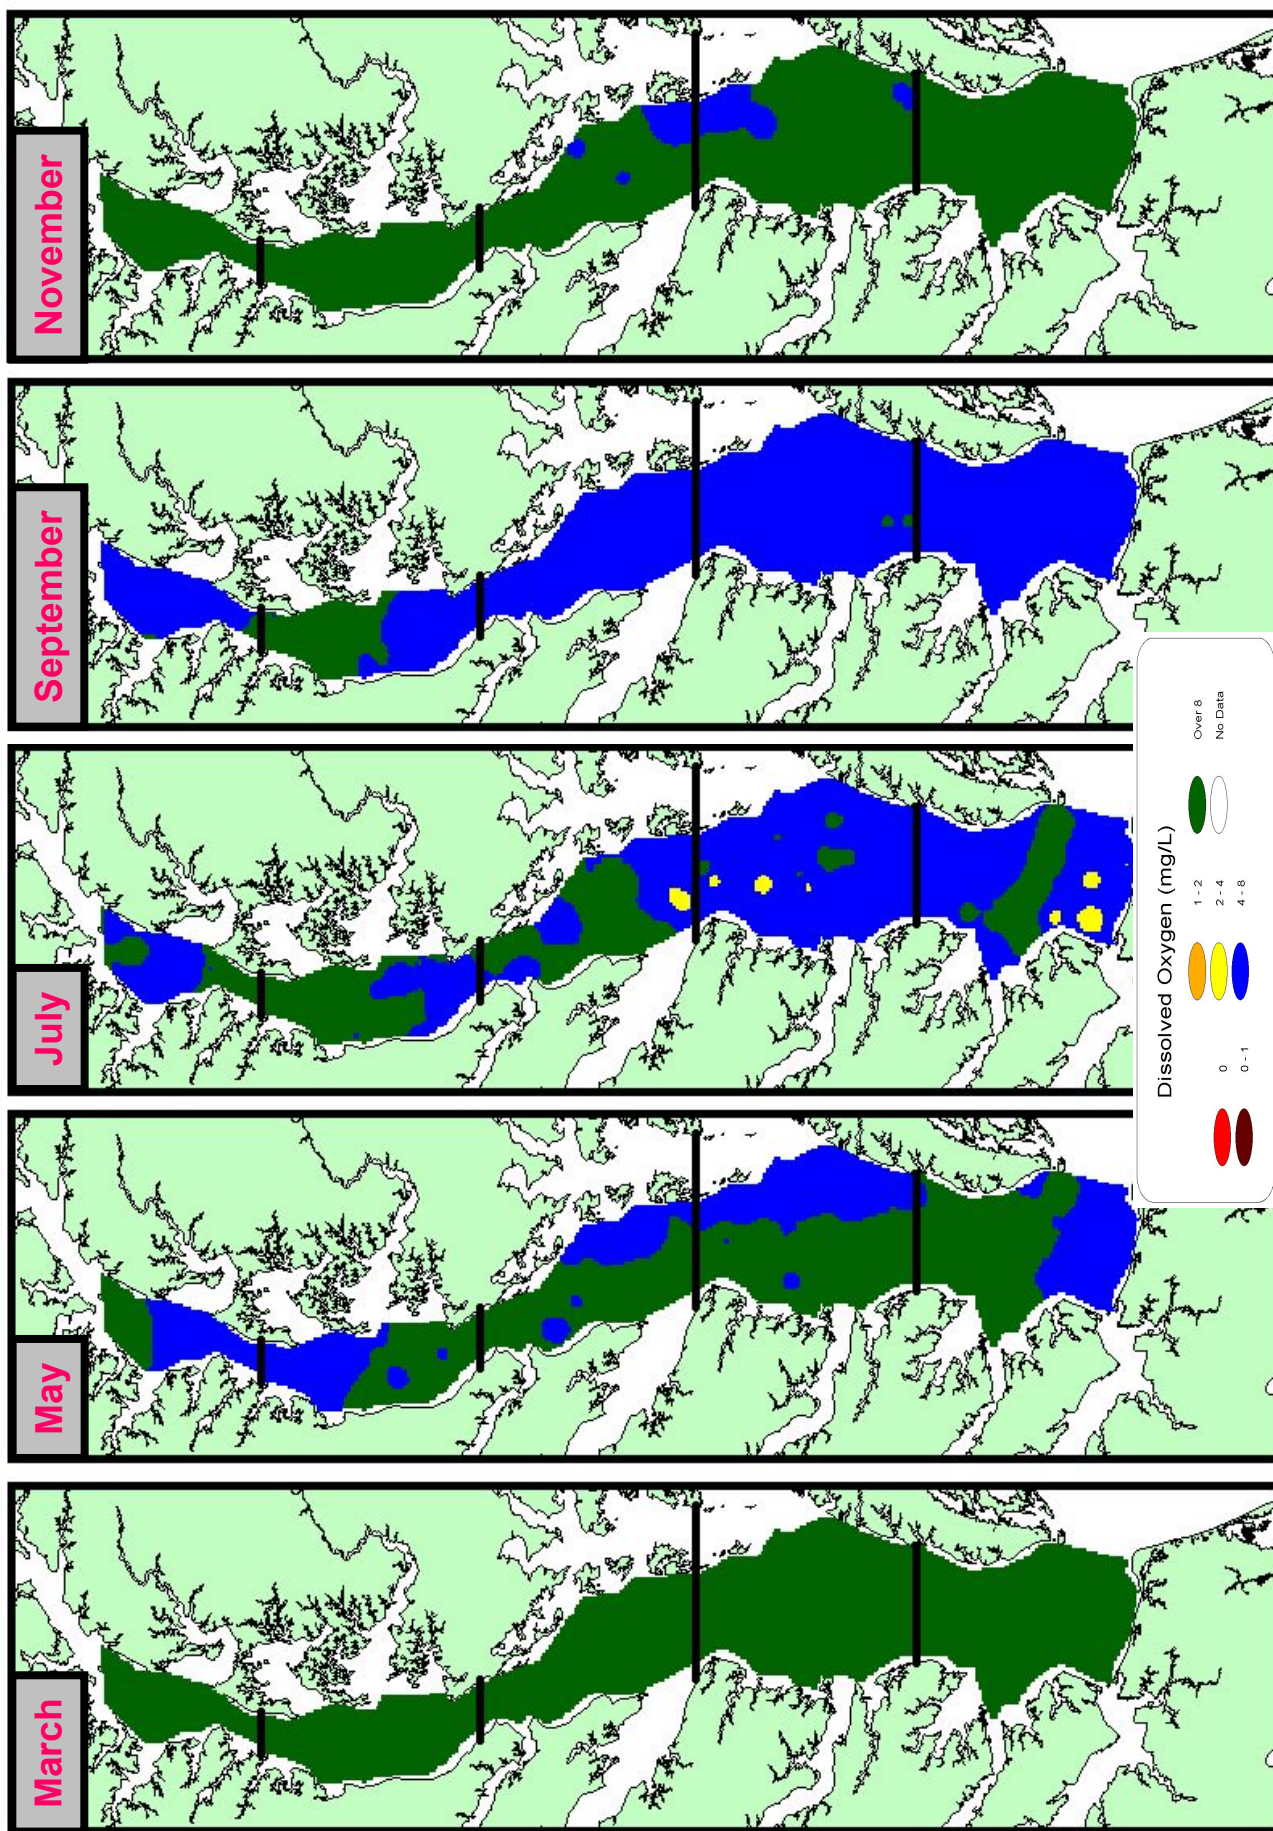 March
May
July
September
November
Dissolved Oxygen (mg/L)
0
0 - 1
1 - 2
2 - 4
4 - 8
Over 8
No Data